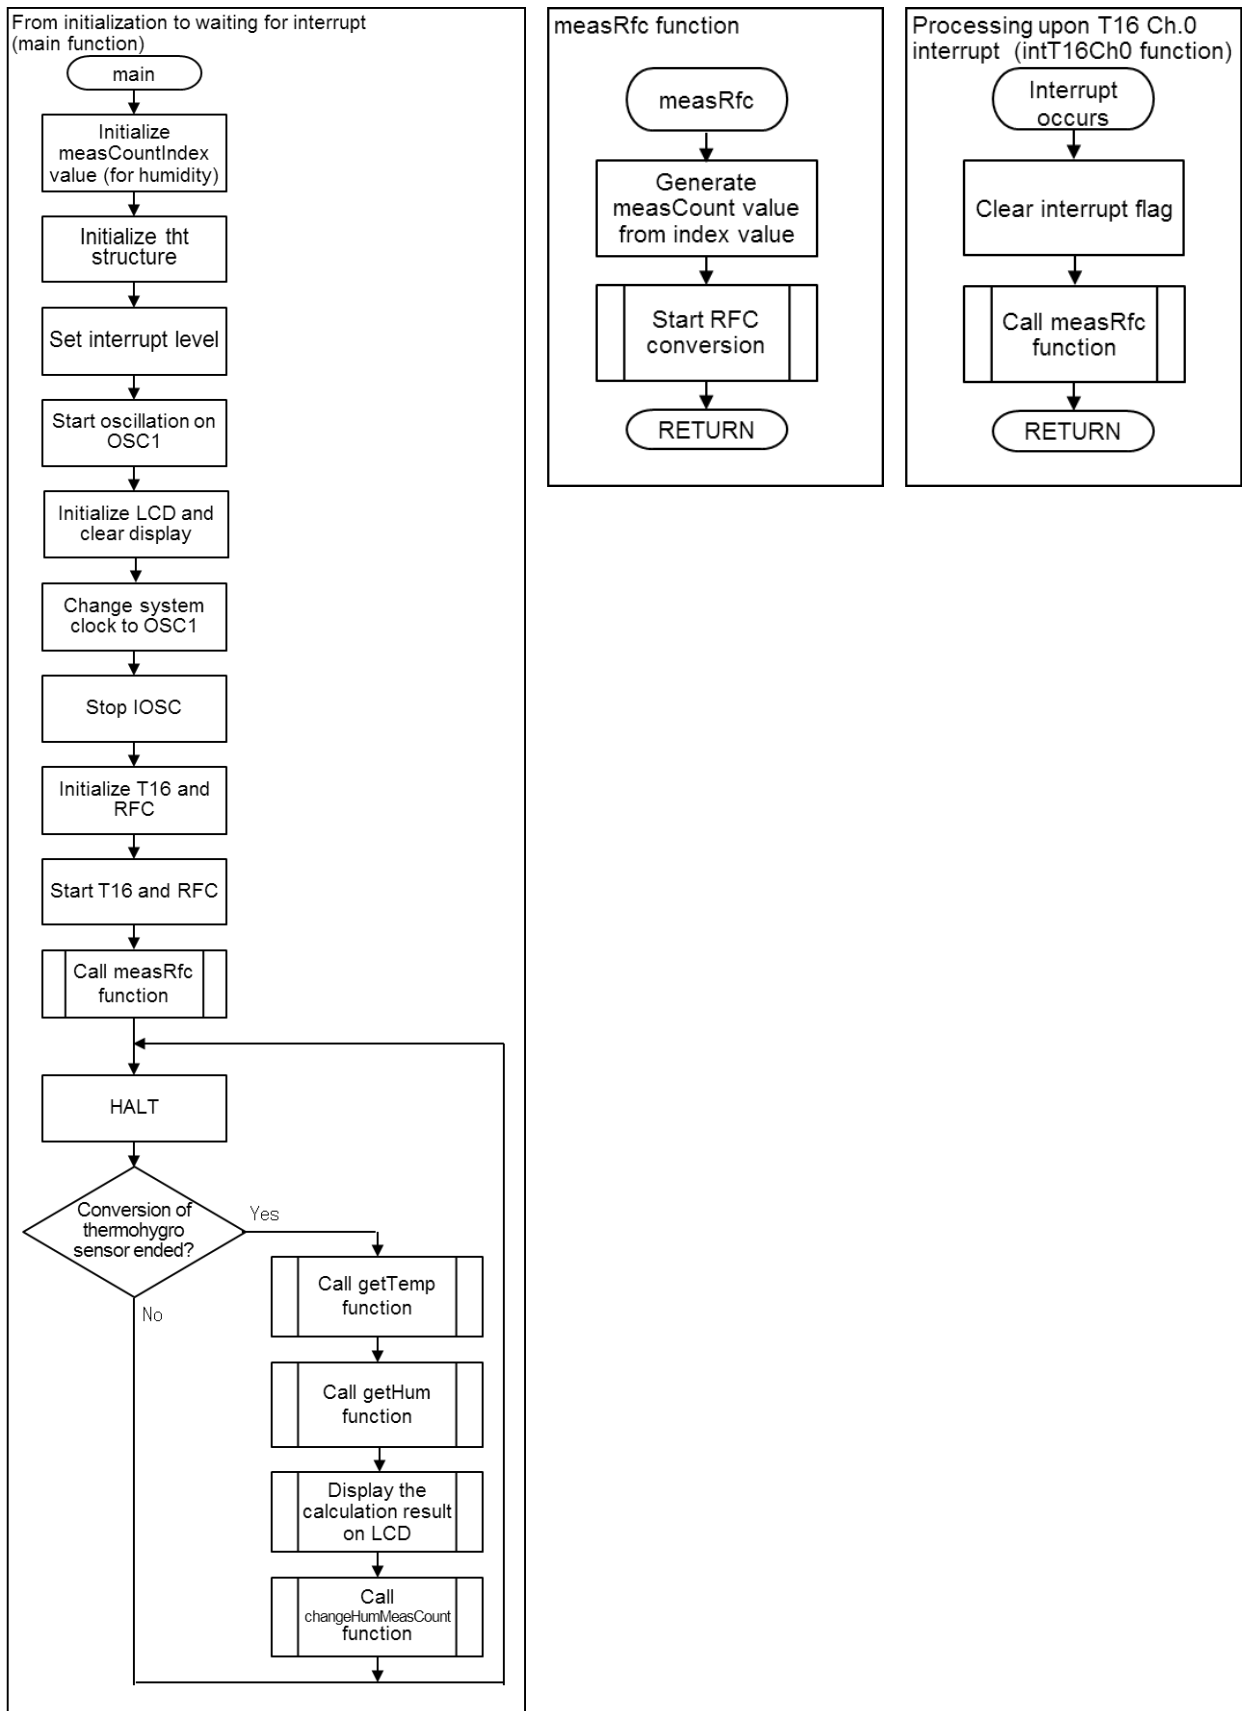 From initialization to waiting for interrupt
(main function)
main
Initialize
measCountIndex
value (for humidity)
Initialize tht
structure
Set interrupt level
Start oscillation on
OSC1
Initialize LCD and
clear display
Change system
clock to OSC1
Stop IOSC
Initialize T16 and
RFC
Start T16 and RFC
Call measRfc
function
HALT
Conversion of
thermohygro
sensor ended?
Yes
No
Call getTemp
function
Call getHum
function
Display the
calculation result
on LCD
Call
changeHumMeasCount
function
measRfc function
measRfc
Generate
measCount value
from index value
Start RFC
conversion
RETURN
Processing upon T16 Ch.0
interrupt (intT16Ch0 function)
Interrupt
occurs
Clear interrupt flag
Call measRfc
function
RETURN